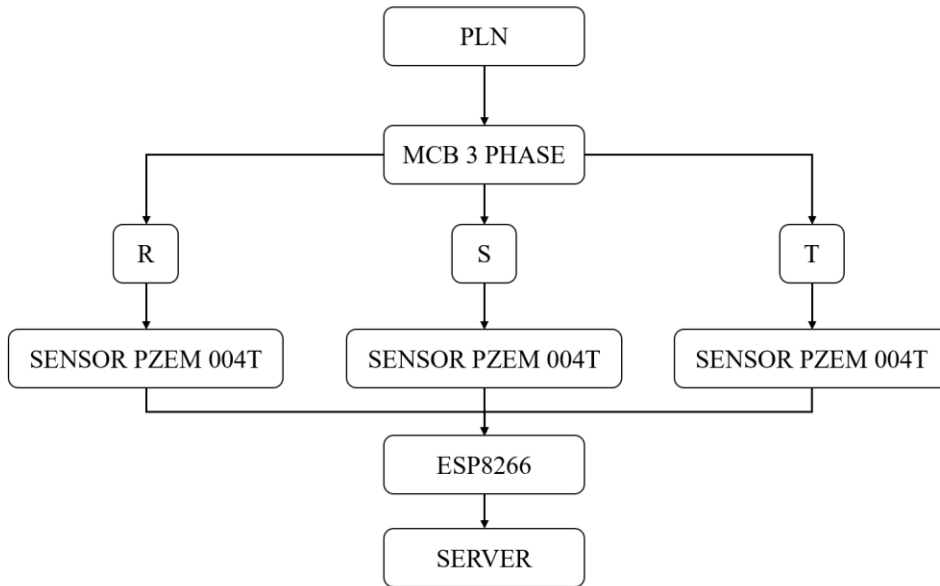 PLN
MCB 3 PHASE
R
S
T
SENSOR PZEM 004T
SENSOR PZEM 004T
SENSOR PZEM 004T
ESP8266
SERVER